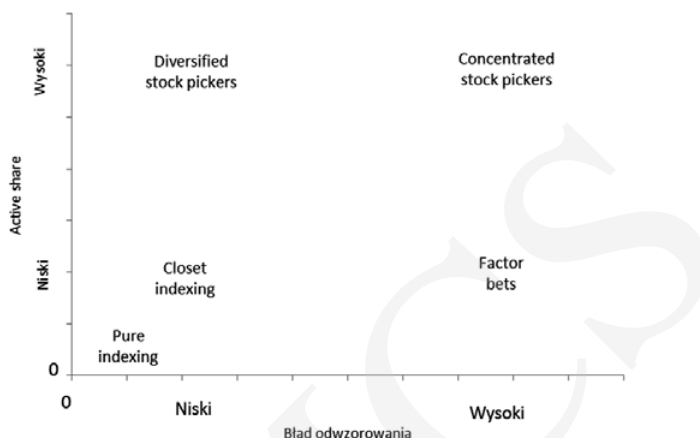 Wysoki
Diversified
stock pickers
Concentrated
stock pickers
Active share
Niski
Closet
indexing
Factor
bets
Pure
indexing
0
0
Niski
Wysoki
Błąd odwzorowania